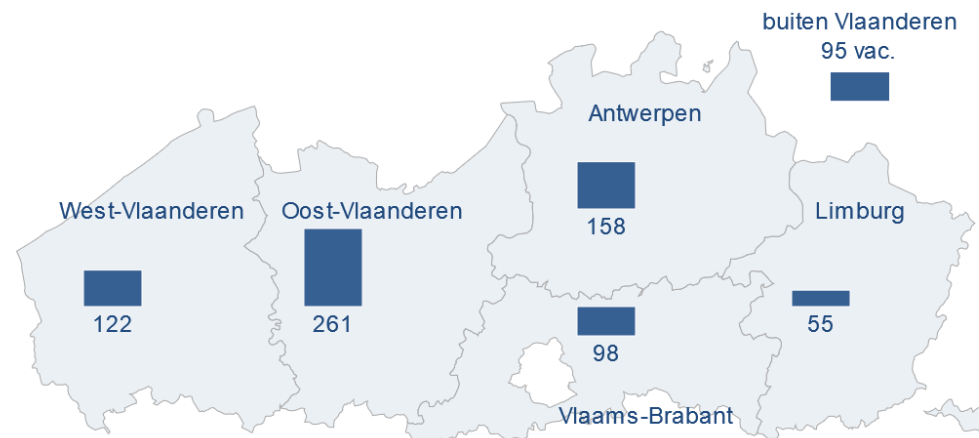 buiten Vlaanderen
95 vac.
Antwerpen
158
West-Vlaanderen
122
Oost-Vlaanderen
261
Limburg
55
98
Vlaams-Brabant